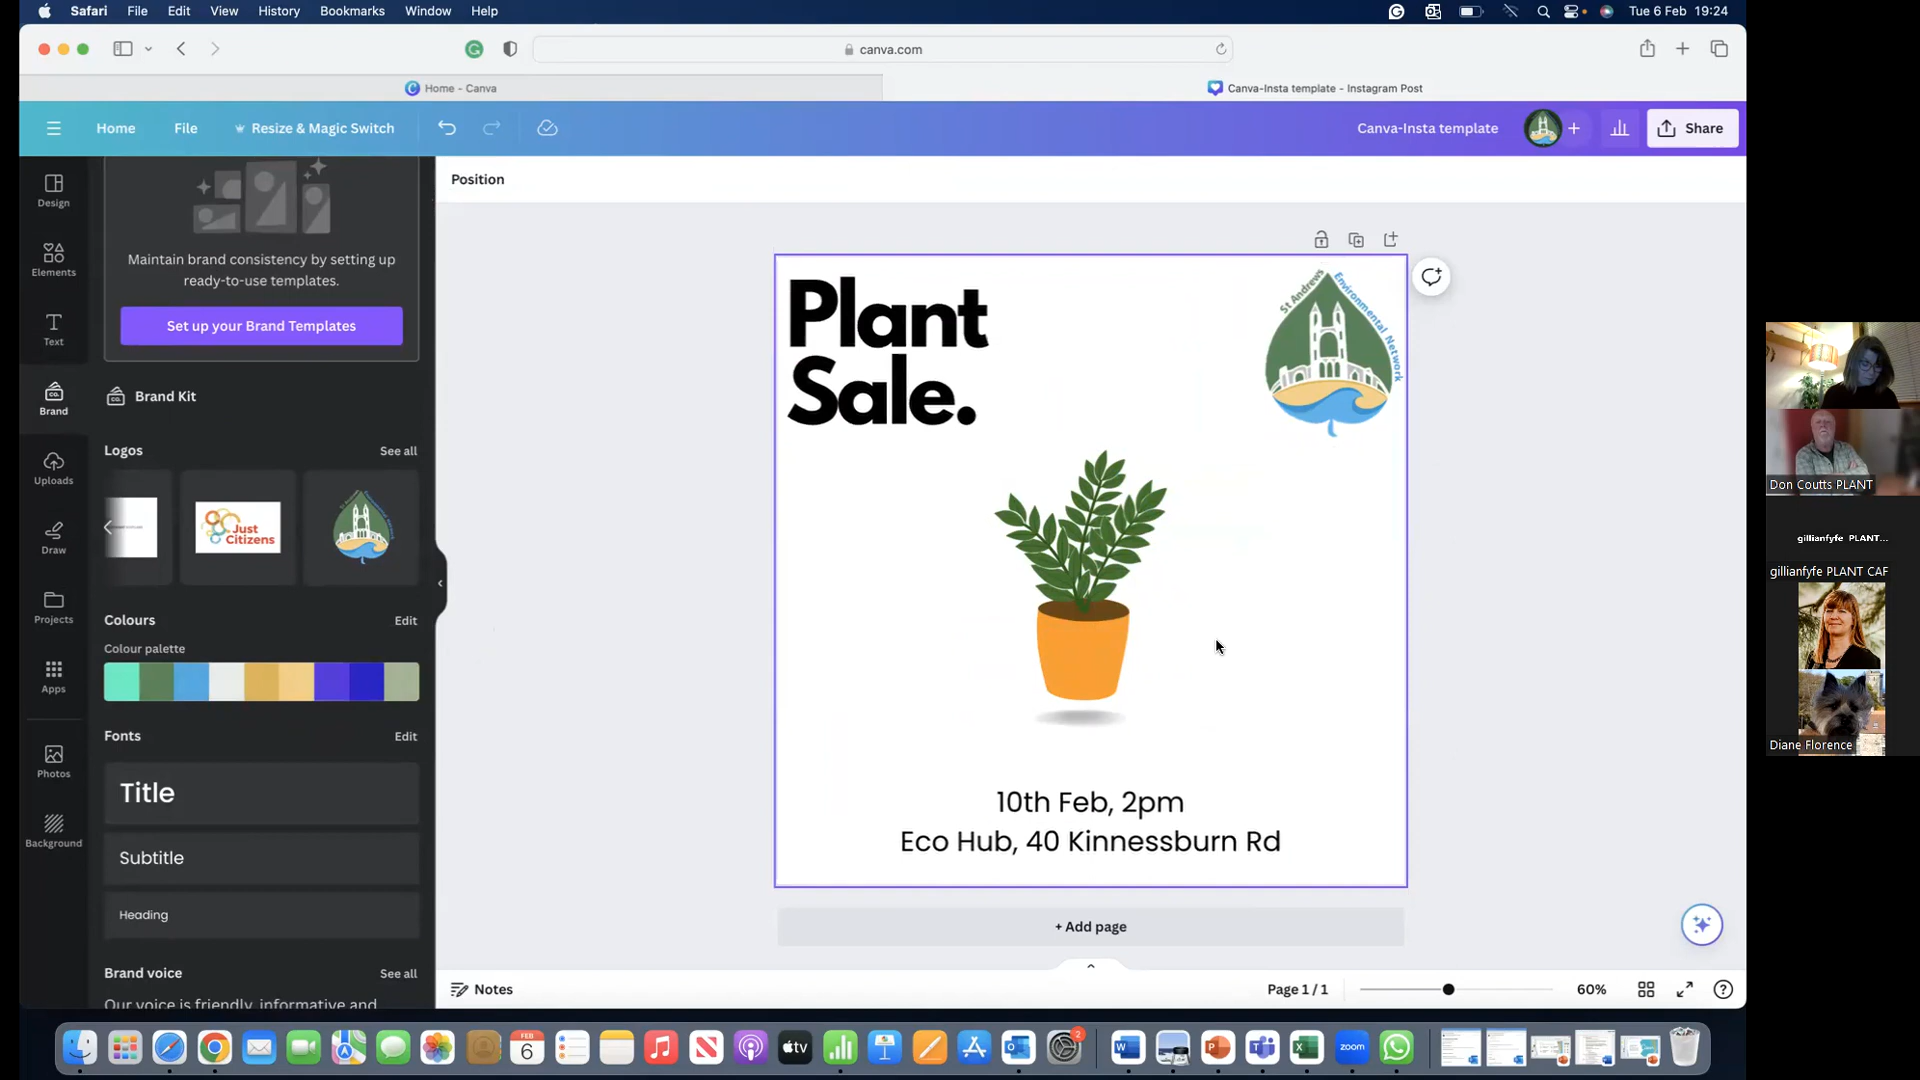 Safari File Edit View History Bookmarks Window Help
Tue 6 Feb 19:24
canva.com
Home - Canva
Canva-Insta template - Instagram Post
Home File Resize & Magic Switch
Canva-Insta template
Share
Position
Design
Elements
Text
Brand
Uploads
Draw
Projects
Apps
Photos
Background
Maintain brand consistency by setting up
ready-to-use templates.
Set up your Brand Templates
Brand Kit
Logos See all
Just
Citizens
Colours Edit
Colour palette
Fonts Edit
Title
Subtitle
Heading
Brand voice See all
Our voice is friendly, informative and
Plant
Sale.
St Andrews
Environmental Network
10th Feb, 2pm
Eco Hub, 40 Kinnessburn Rd
+ Add page
Notes
Page 1 / 1
60%
Don Coutts PLANT
gillianfyfe PLANT...
gillianfyfe PLANT CAF
Diane Florence
FEB
6
tv
zoom
2